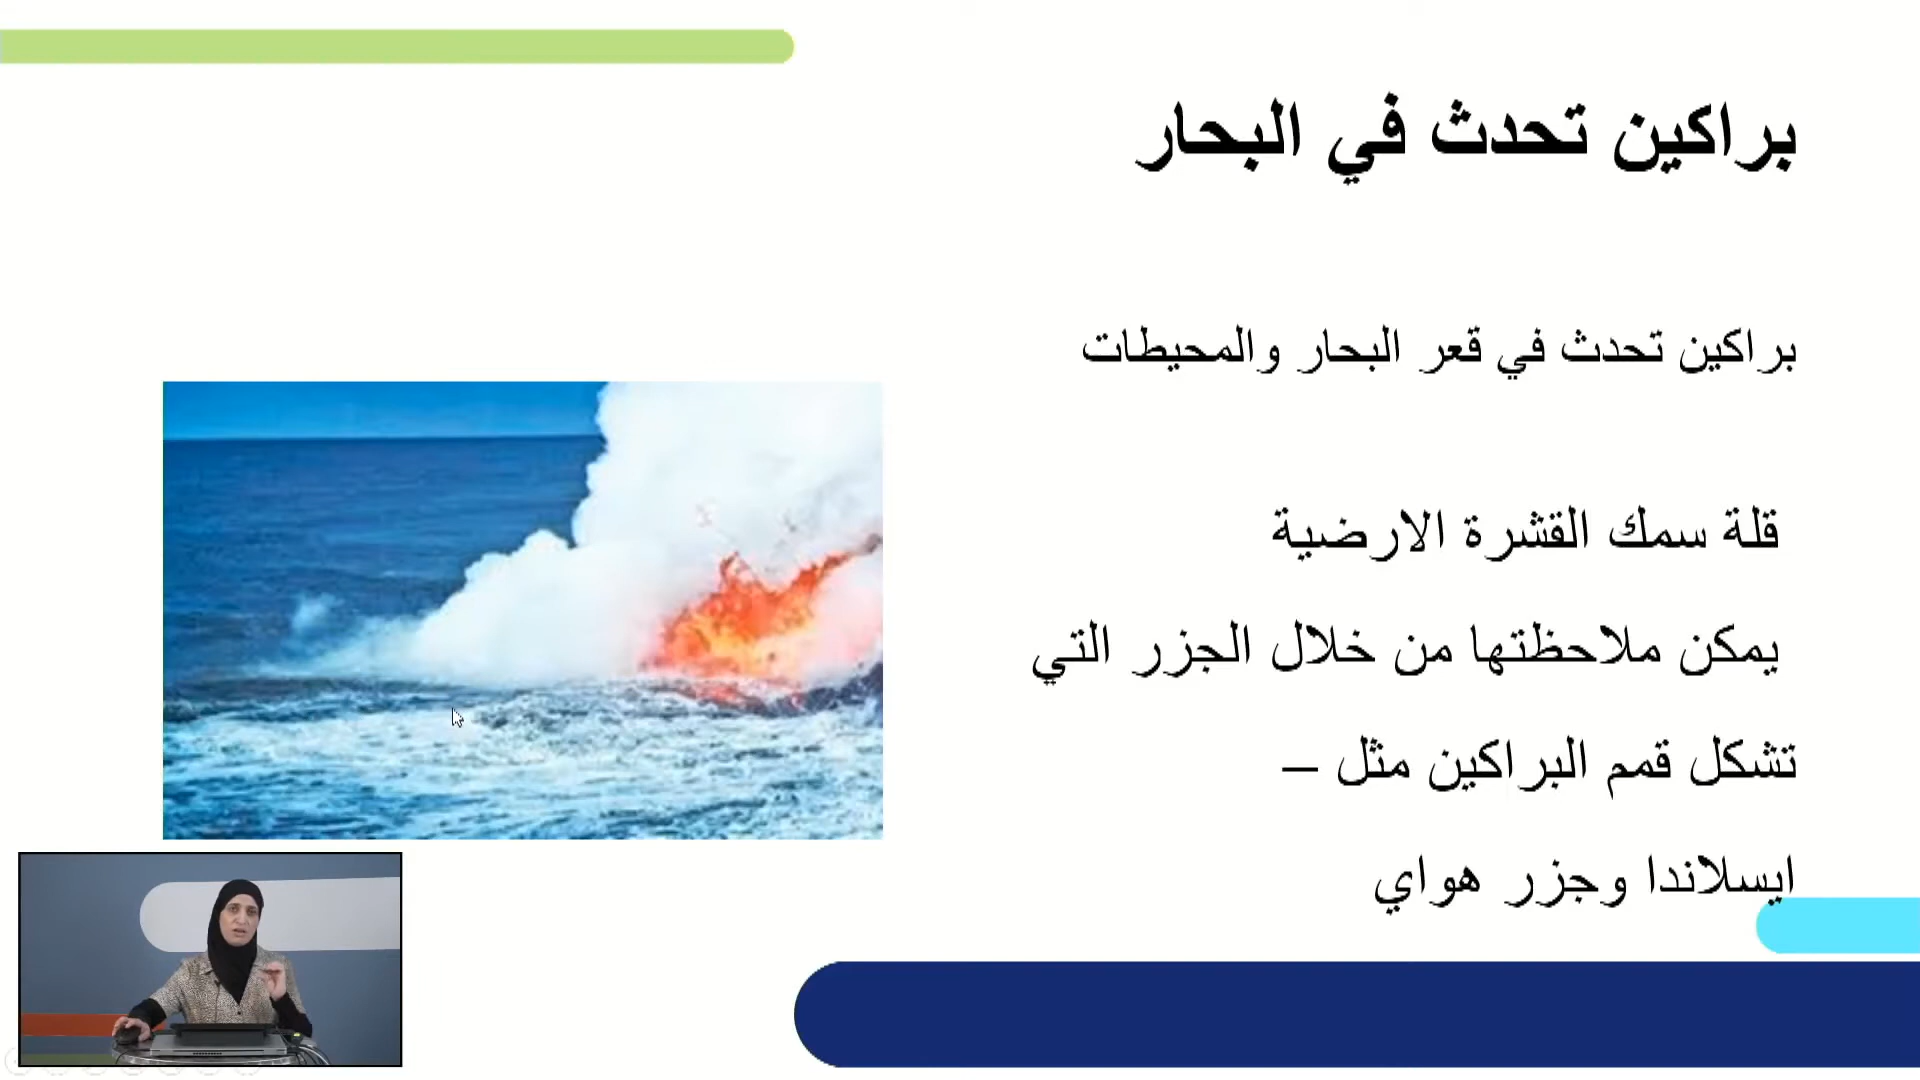 براكين تحدث في البحار
براكين تحدث في قعر البحار والمحيطات
قلة سمك القشرة الارضية
يمكن ملاحظتها من خلال الجزر التي
تشكل قمم البراكين مثل –
ايسلاندا وجزر هواي